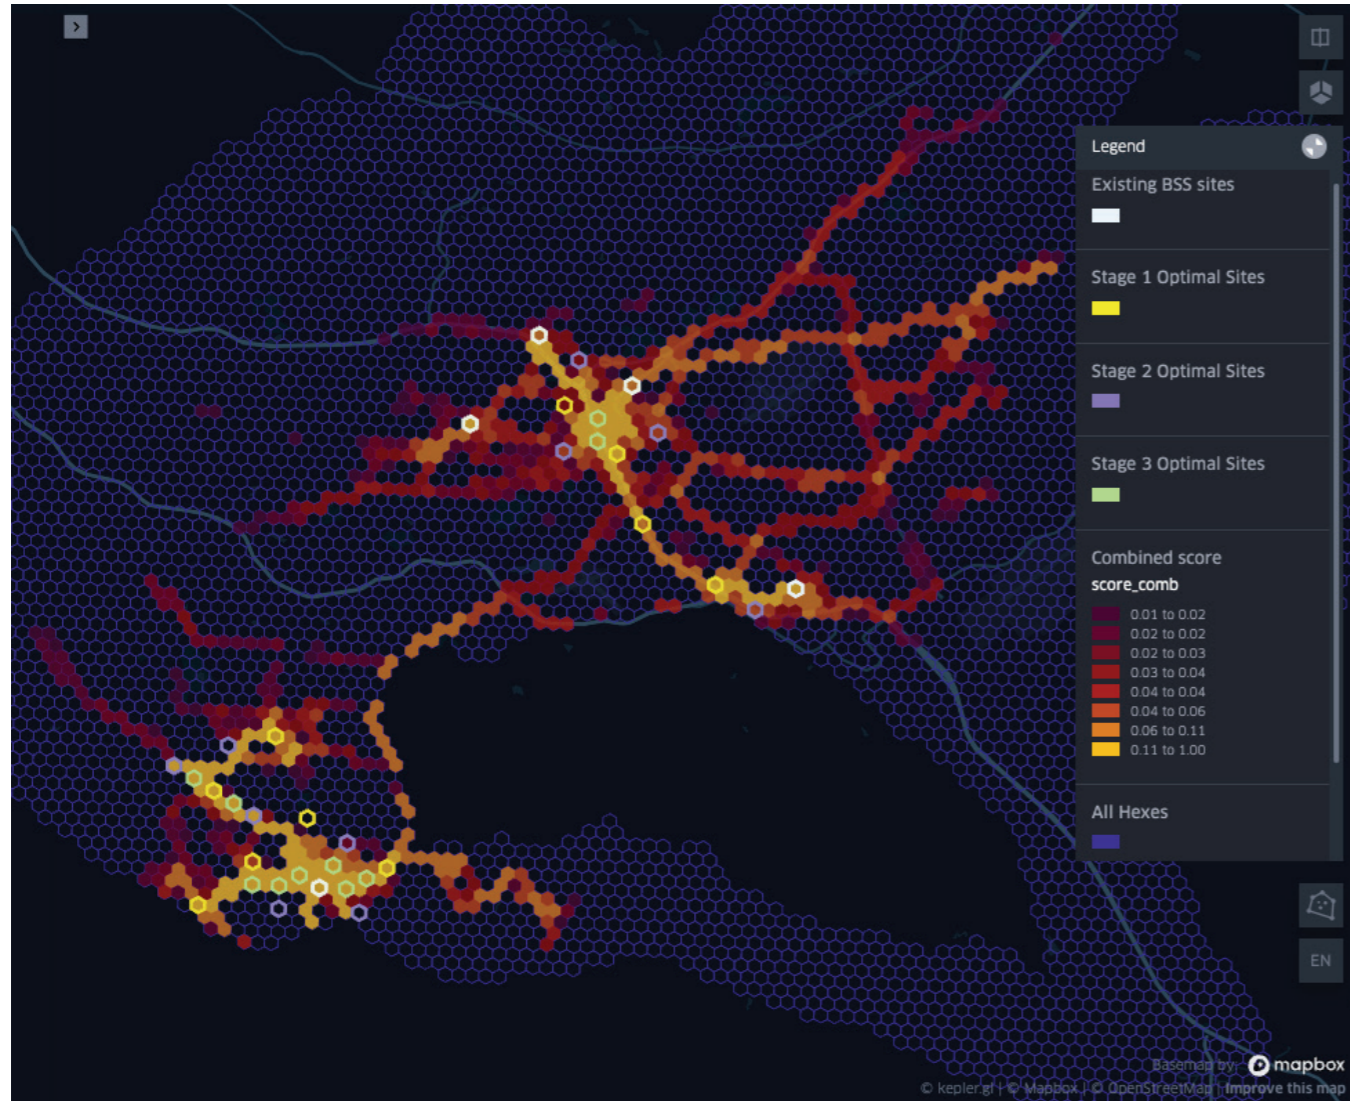 Legend
Existing BSS sites
Stage 1 Optimal Sites
Stage 2 Optimal Sites
Stage 3 Optimal Sites
Combined score
score_comb
0.01 to 0.02
0.02 to 0.02
0.02 to 0.03
0.03 to 0.04
0.04 to 0.04
0.04 to 0.06
0.06 to 0.11
0.11 to 1.00
All Hexes
EN
Basemap by: mapbox
© kepler.gl | © Mapbox | © OpenStreetMap | Improve this map